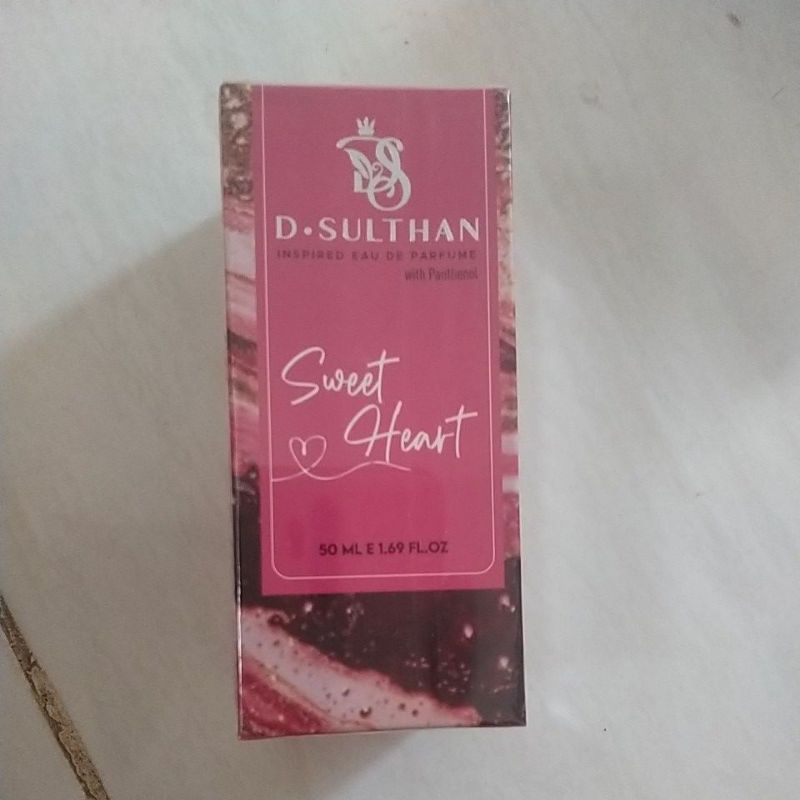 DS
D•SULTHAN
INSPIRED EAU DE PARFUME
with Panthenol
Sweet
Heart
50 ML E 1.69 FL.OZ